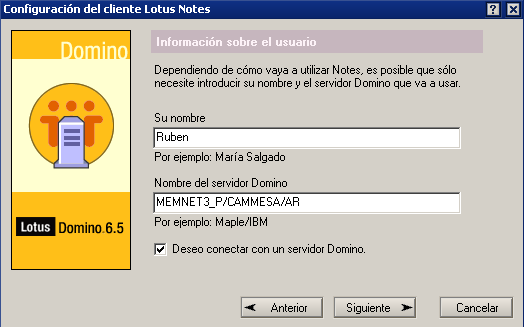 Configuración del cliente Lotus Notes
Domino
Información sobre el usuario
Dependiendo de cómo vaya a utilizar Notes, es posible que sólo
necesite introducir su nombre y el servidor Domino que va a usar.
Su nombre
Ruben
Por ejemplo: María Salgado
Nombre del servidor Domino
MEMNET3_P/CAMMESA/AR
Por ejemplo: Maple/IBM
Lotus Domino.6.5
Deseo conectar con un servidor Domino.
Anterior
Siguiente
Cancelar